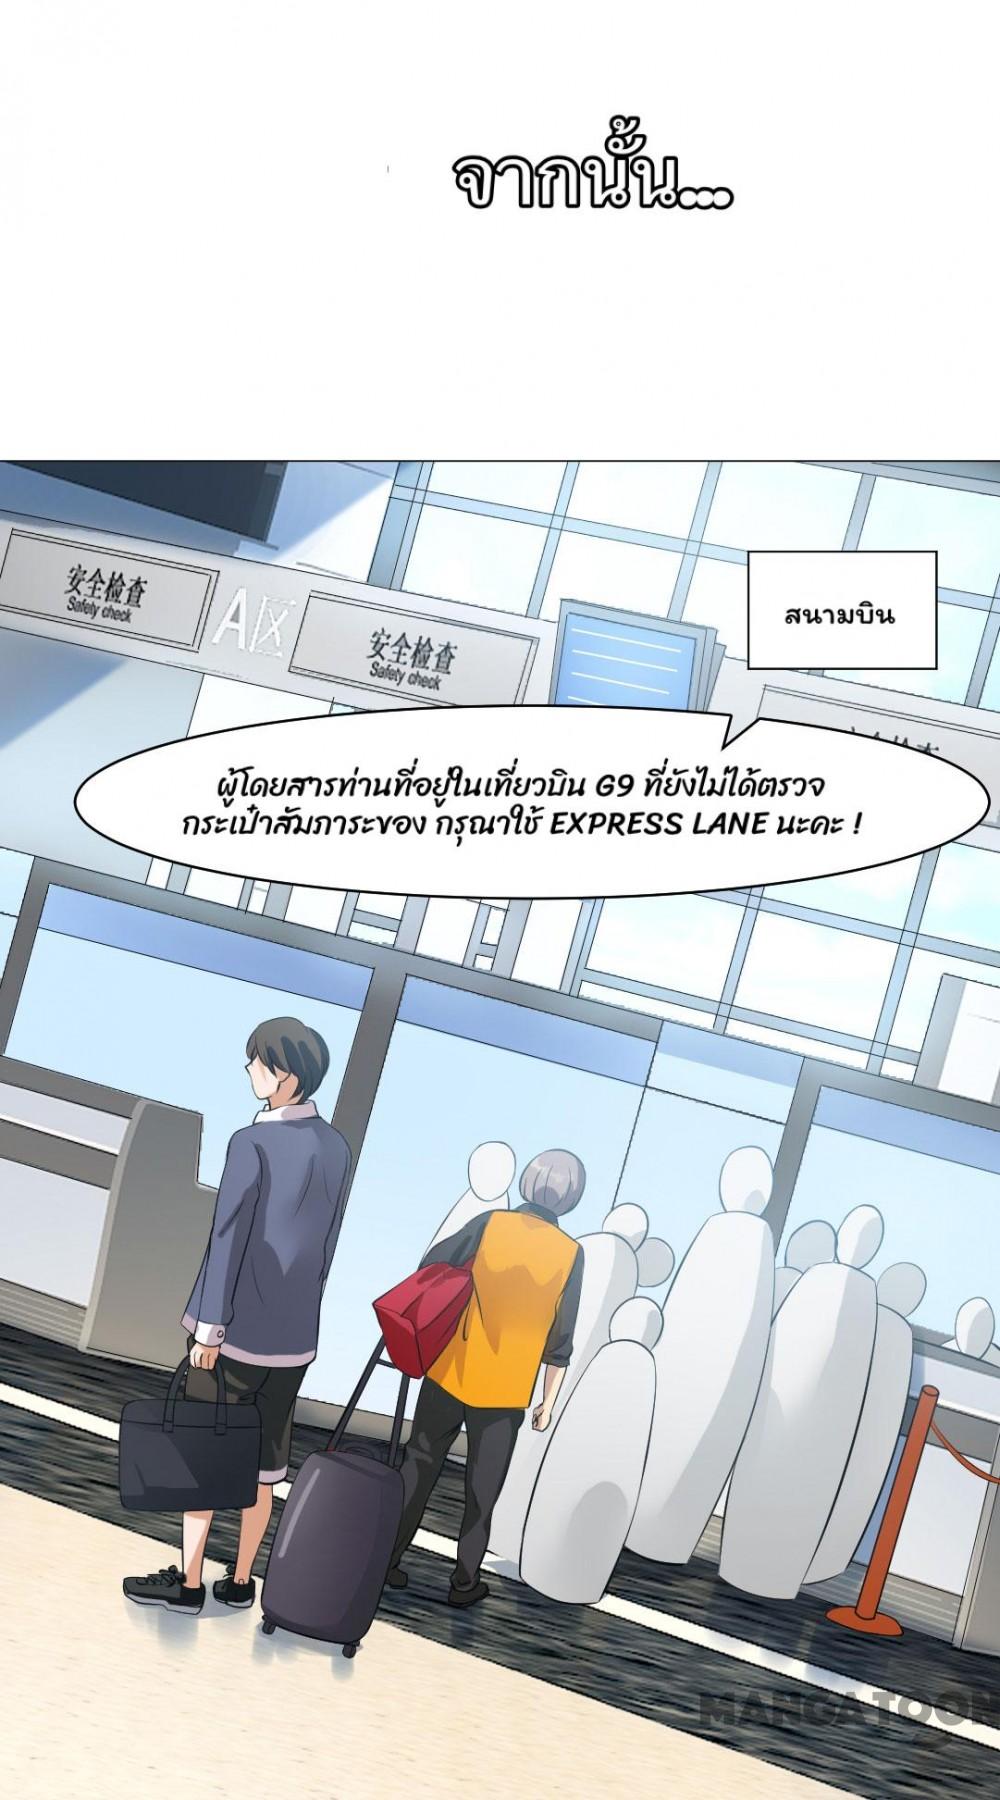 จากนั้น...
安全检查
Safety check
A区
安全检查
Safety check
สนามบิน
ผู้โดยสารท่านที่อยู่ในเที่ยวบิน G9 ที่ยังไม่ได้ตรวจ
กระเป๋าสัมภาระของ กรุณาใช้ EXPRESS LANE นะคะ !
MANGATOON